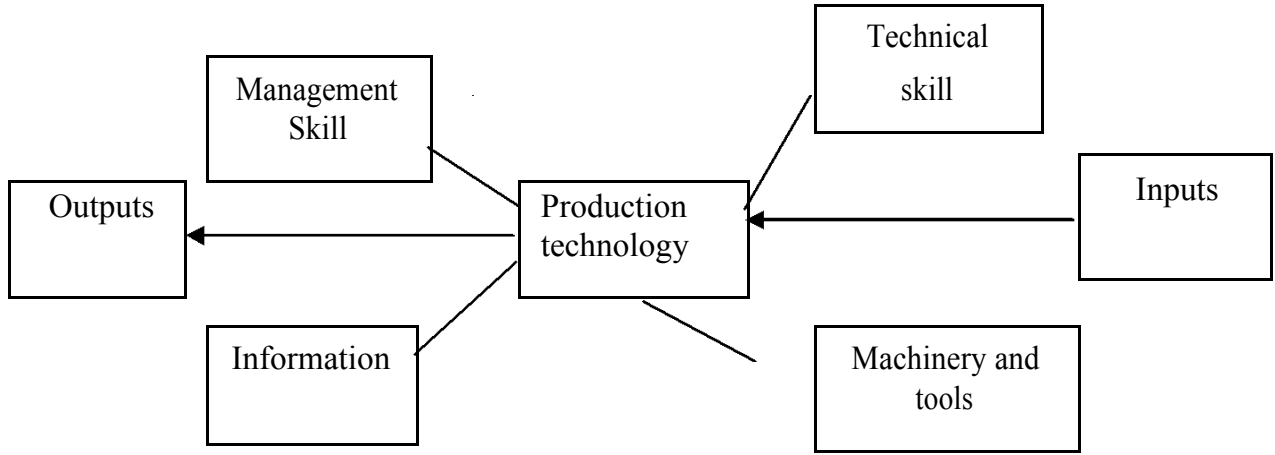 Technical
skill
Management
Skill
Inputs
Outputs
Production
technology
Information
Machinery and
tools